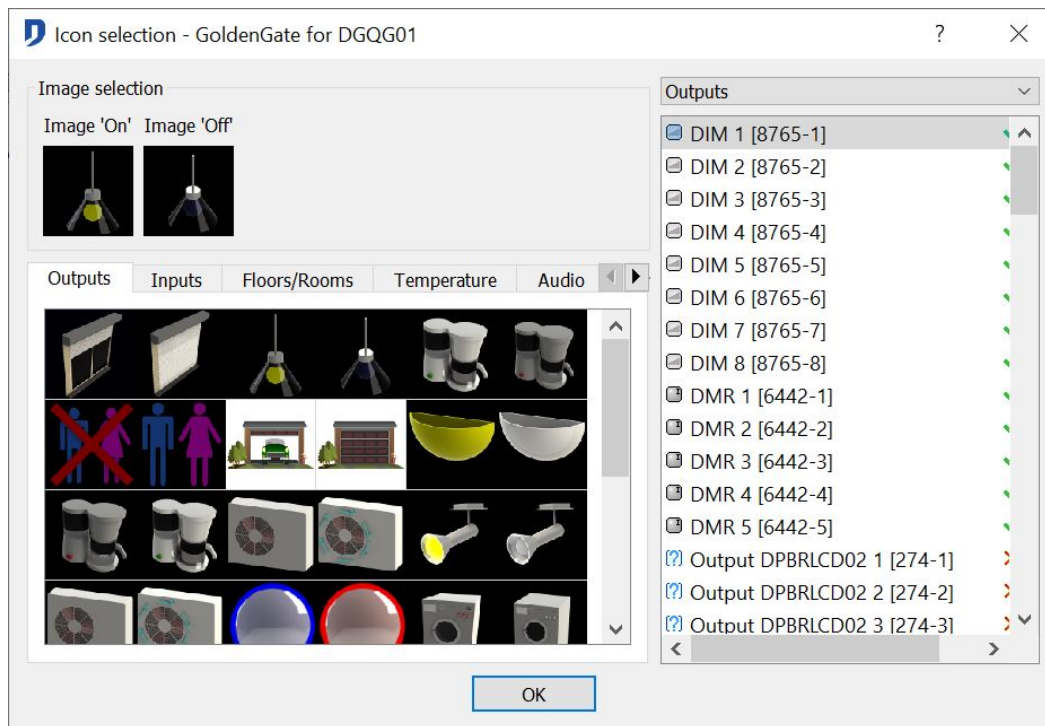 Icon selection - GoldenGate for DGQG01
Image selection
Image 'On' Image 'Off'
Outputs Inputs Floors/Rooms Temperature Audio
Outputs
DIM 1 [8765-1]
DIM 2 [8765-2]
DIM 3 [8765-3]
DIM 4 [8765-4]
DIM 5 [8765-5]
DIM 6 [8765-6]
DIM 7 [8765-7]
DIM 8 [8765-8]
DMR 1 [6442-1]
DMR 2 [6442-2]
DMR 3 [6442-3]
DMR 4 [6442-4]
DMR 5 [6442-5]
Output DPBRLCD02 1 [274-1]
Output DPBRLCD02 2 [274-2]
Output DPBRLCD02 3 [274-3]
OK